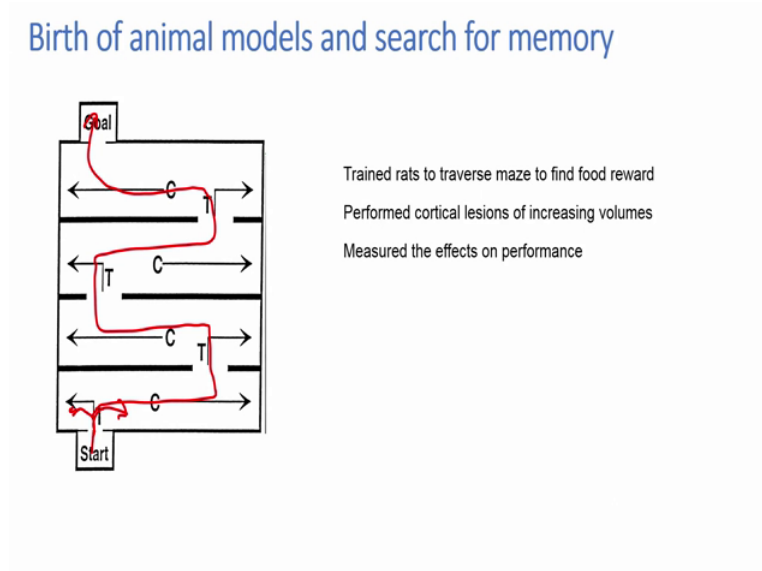 Birth of animal models and search for memory
Goal
C
T
T
C
C
T
T
C
Start
Trained rats to traverse maze to find food reward
Performed cortical lesions of increasing volumes
Measured the effects on performance